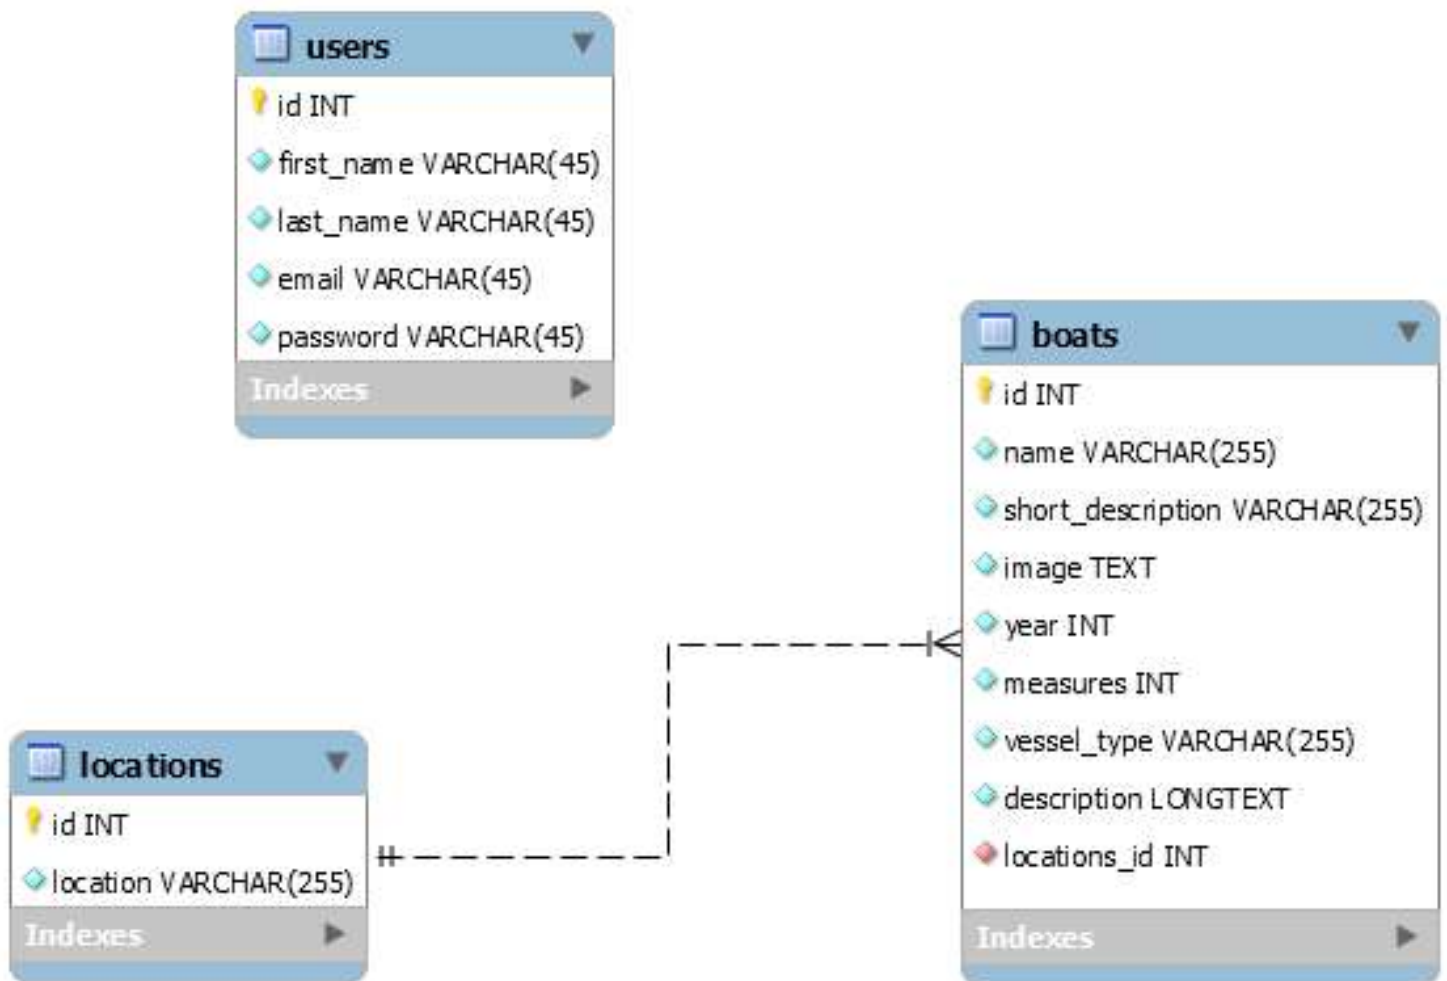 users
id INT
first_name VARCHAR(45)
last_name VARCHAR(45)
email VARCHAR(45)
password VARCHAR(45)
Indexes
boats
id INT
name VARCHAR(255)
short_description VARCHAR(255)
image TEXT
year INT
measures INT
vessel_type VARCHAR(255)
description LONGTEXT
locations_id INT
Indexes
locations
id INT
location VARCHAR(255)
Indexes